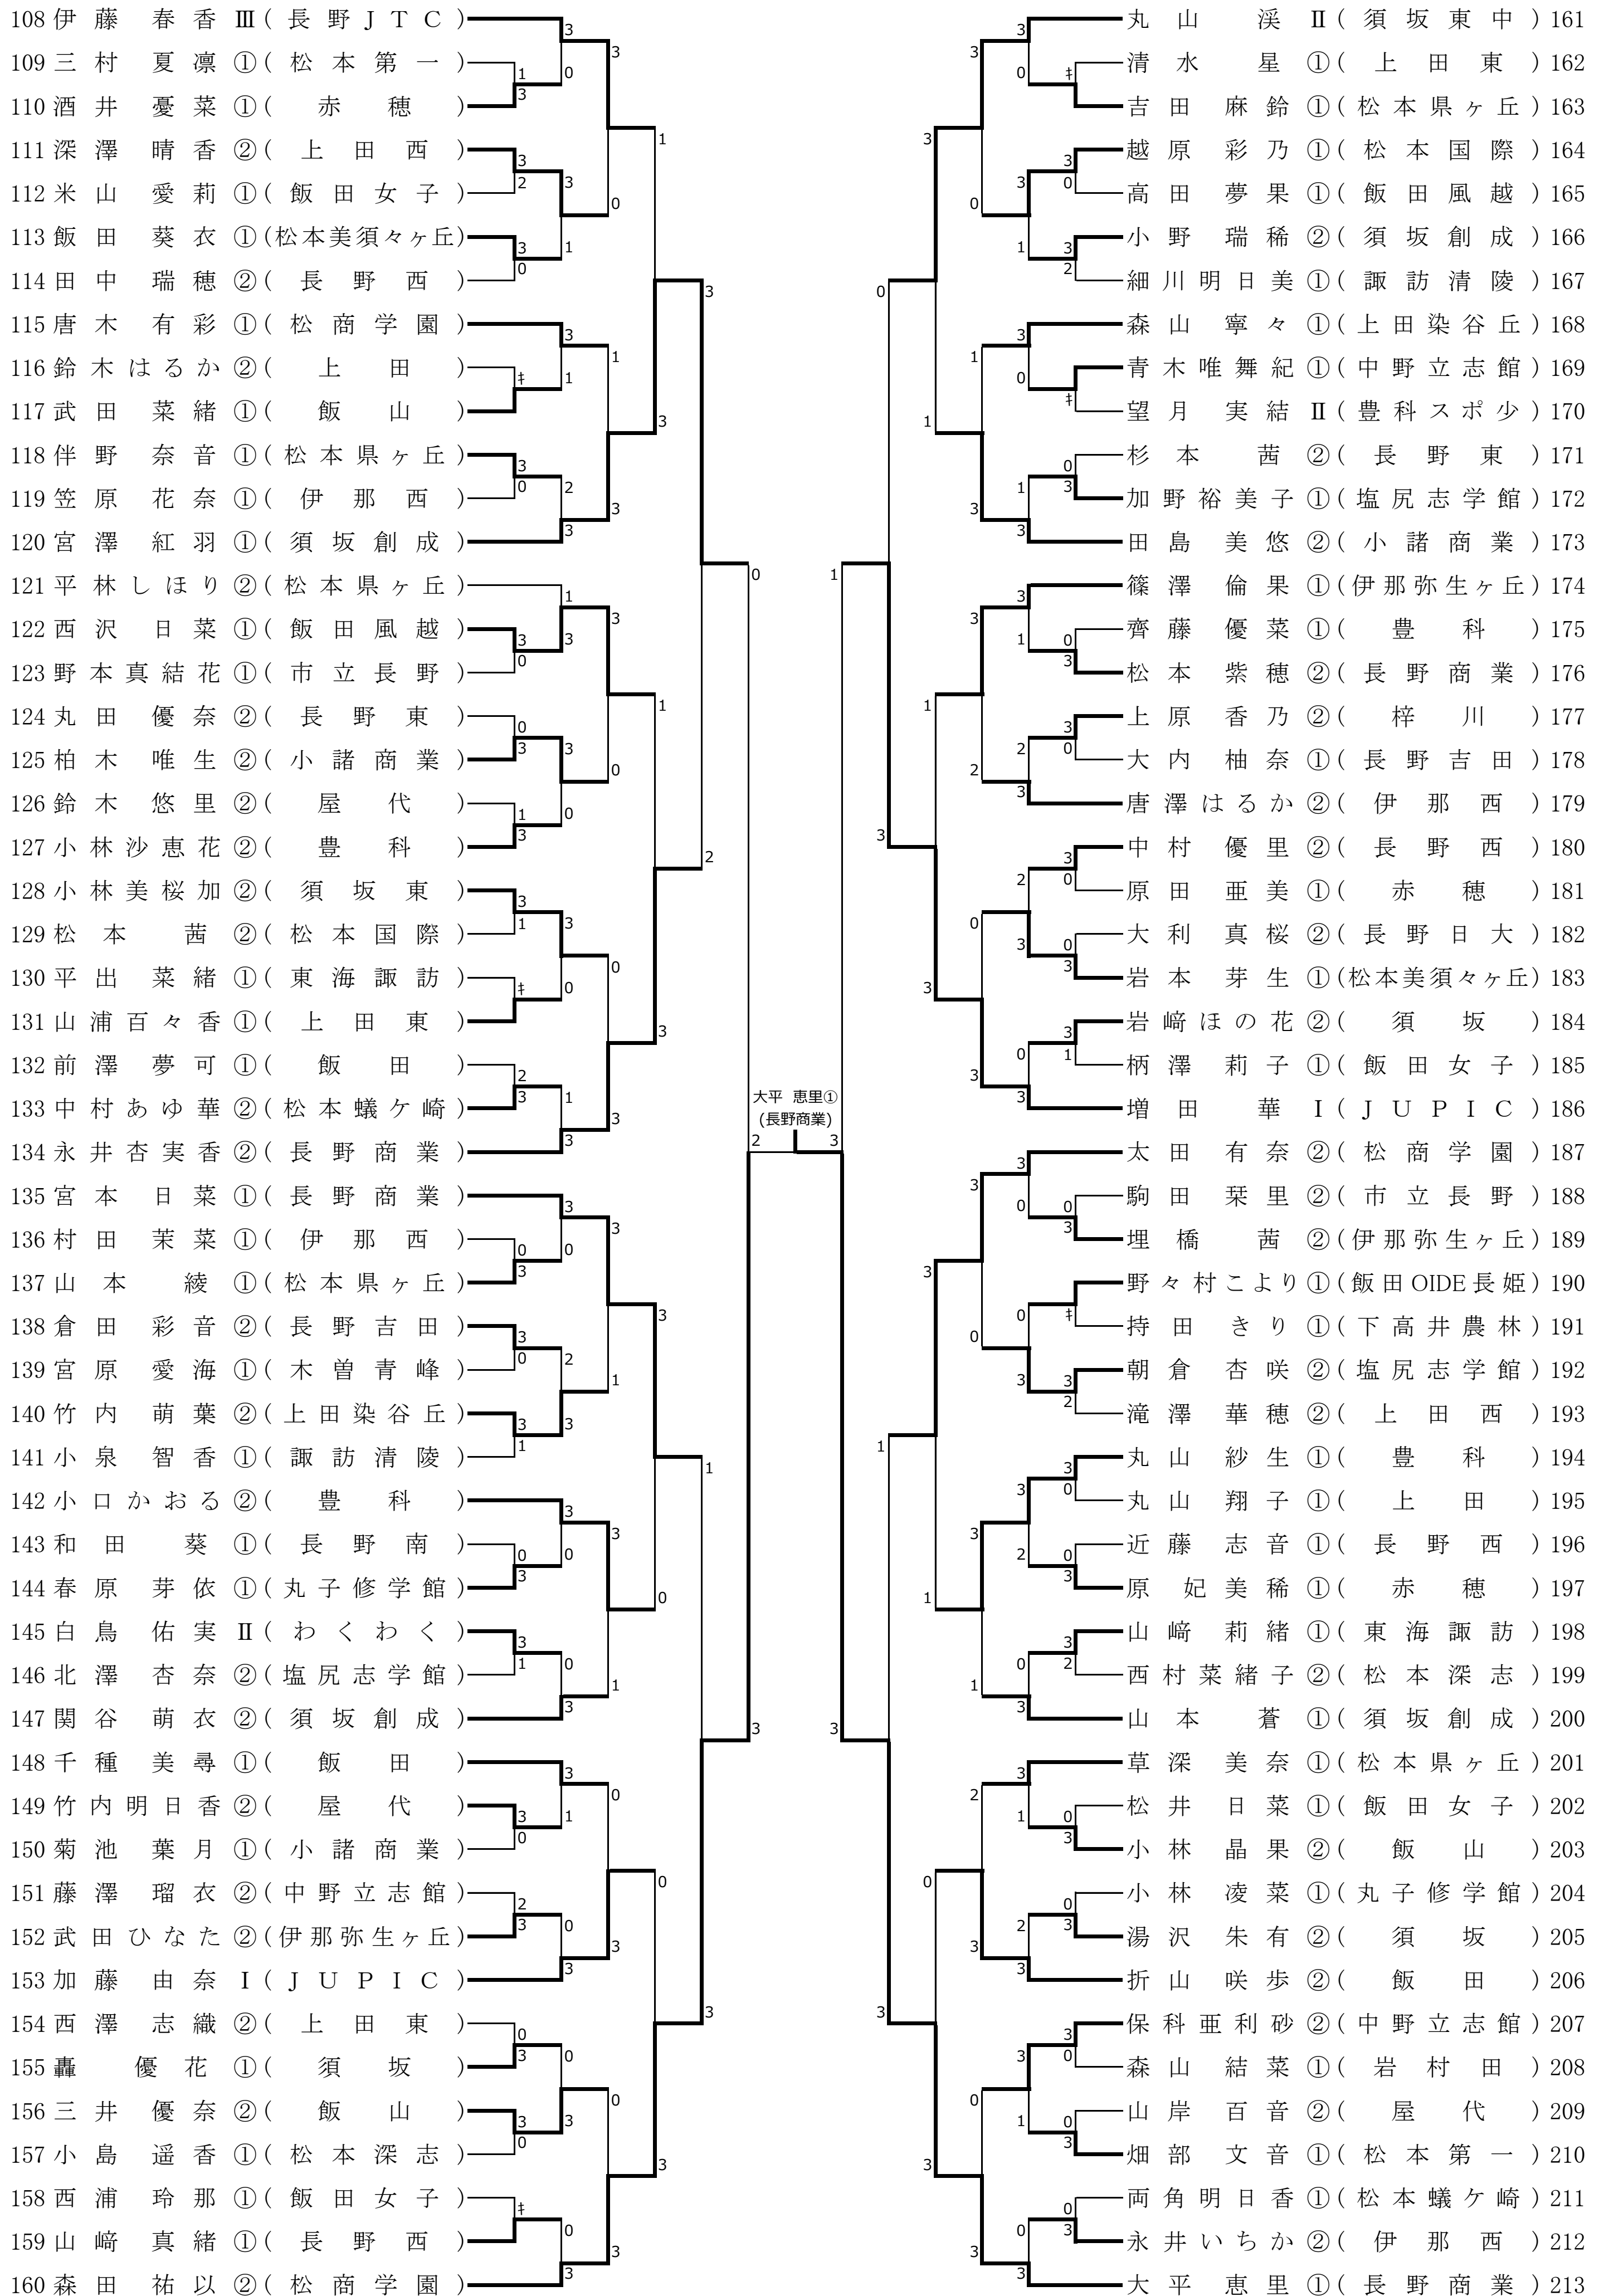 108 伊藤 春香 Ⅲ (長野JTC)
109 三村 夏凛 ① (松本第一)
110 酒井 憂菜 ① (赤穂)
111 深澤 晴香 ② (上田西)
112 米山 愛莉 ① (飯田女子)
113 飯田 葵衣 ① (松本美須々ヶ丘)
114 田中 瑞穂 ② (長野西)
115 唐木 有彩 ① (松商学園)
116 鈴木はるか ② (上田)
117 武田 菜緒 ① (飯山)
118 伴野 奈音 ① (松本県ヶ丘)
119 笠原 花奈 ① (伊那西)
120 宮澤 紅羽 ① (須坂創成)
121 平林しほり ② (松本県ヶ丘)
122 西沢 日菜 ① (飯田風越)
123 野本真結花 ① (市立長野)
124 丸田 優奈 ② (長野東)
125 柏木 唯生 ② (小諸商業)
126 鈴木 悠里 ② (屋代)
127 小林沙恵花 ② (豊科)
128 小林美桜加 ② (須坂東)
129 松本 茜 ② (松本国際)
130 平出 菜緒 ① (東海諏訪)
131 山浦百々香 ① (上田東)
132 前澤 夢可 ① (飯田)
133 中村あゆ華 ② (松本蟻ケ崎)
134 永井杏実香 ② (長野商業)
135 宮本 日菜 ① (長野商業)
136 村田 茉菜 ① (伊那西)
137 山本 綾 ① (松本県ヶ丘)
138 倉田 彩音 ② (長野吉田)
139 宮原 愛海 ① (木曽青峰)
140 竹内 萌葉 ② (上田染谷丘)
141 小泉 智香 ① (諏訪清陵)
142 小口かおる ② (豊科)
143 和田 葵 ① (長野南)
144 春原 芽依 ① (丸子修学館)
145 白鳥 佑実 Ⅱ (わくわく)
146 北澤 杏奈 ② (塩尻志学館)
147 関谷 萌衣 ② (須坂創成)
148 千種 美尋 ① (飯田)
149 竹内明日香 ② (屋代)
150 菊池 葉月 ① (小諸商業)
151 藤澤 瑠衣 ② (中野立志館)
152 武田ひなた ② (伊那弥生ヶ丘)
153 加藤 由奈 Ⅰ (JUPIC)
154 西澤 志織 ② (上田東)
155 轟 優花 ① (須坂)
156 三井 優奈 ② (飯山)
157 小島 遥香 ① (松本深志)
158 西浦 玲那 ① (飯田女子)
159 山﨑 真緒 ① (長野西)
160 森田 祐以 ② (松商学園)
大平 恵里①
(長野商業)
2 3
丸山 渓 Ⅱ (須坂東中) 161
清水 星 ① (上田東) 162
吉田 麻鈴 ① (松本県ヶ丘) 163
越原 彩乃 ① (松本国際) 164
高田 夢果 ① (飯田風越) 165
小野 瑞稀 ② (須坂創成) 166
細川明日美 ① (諏訪清陵) 167
森山 寧々 ① (上田染谷丘) 168
青木唯舞紀 ① (中野立志館) 169
望月 実結 Ⅱ (豊科スポ少) 170
杉本 茜 ② (長野東) 171
加野裕美子 ① (塩尻志学館) 172
田島 美悠 ② (小諸商業) 173
篠澤 倫果 ① (伊那弥生ヶ丘) 174
齊藤 優菜 ① (豊科) 175
松本 紫穂 ② (長野商業) 176
上原 香乃 ② (梓川) 177
大内 柚奈 ① (長野吉田) 178
唐澤はるか ② (伊那西) 179
中村 優里 ② (長野西) 180
原田 亜美 ① (赤穂) 181
大利 真桜 ② (長野日大) 182
岩本 芽生 ① (松本美須々ヶ丘) 183
岩﨑ほの花 ② (須坂) 184
柄澤 莉子 ① (飯田女子) 185
増田 華 Ⅰ (JUPIC) 186
太田 有奈 ② (松商学園) 187
駒田 栞里 ② (市立長野) 188
埋橋 茜 ② (伊那弥生ヶ丘) 189
野々村こより ① (飯田OIDE長姫) 190
持田 きり ① (下高井農林) 191
朝倉 杏咲 ② (塩尻志学館) 192
滝澤 華穂 ② (上田西) 193
丸山 紗生 ① (豊科) 194
丸山 翔子 ① (上田) 195
近藤 志音 ① (長野西) 196
原 妃美稀 ① (赤穂) 197
山﨑 莉緒 ① (東海諏訪) 198
西村菜緒子 ② (松本深志) 199
山本 蒼 ① (須坂創成) 200
草深 美奈 ① (松本県ヶ丘) 201
松井 日菜 ① (飯田女子) 202
小林 晶果 ② (飯山) 203
小林 凌菜 ① (丸子修学館) 204
湯沢 朱有 ② (須坂) 205
折山 咲歩 ② (飯田) 206
保科亜利砂 ② (中野立志館) 207
森山 結菜 ① (岩村田) 208
山岸 百音 ② (屋代) 209
畑部 文音 ① (松本第一) 210
両角明日香 ① (松本蟻ケ崎) 211
永井いちか ② (伊那西) 212
大平 恵里 ① (長野商業) 213